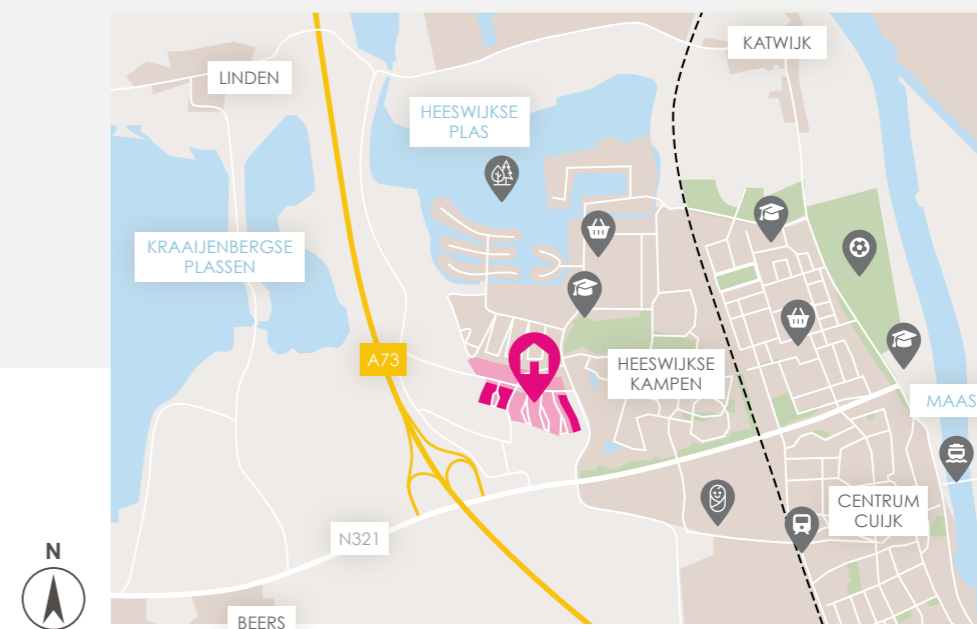 KATWIJK
LINDEN
HEESWIJKSE
PLAS
KRAAIJENBERGSE
PLASSEN
A73
HEESWIJKSE
KAMPEN
MAAS
CENTRUM
CUIJK
N321
N
BEERS